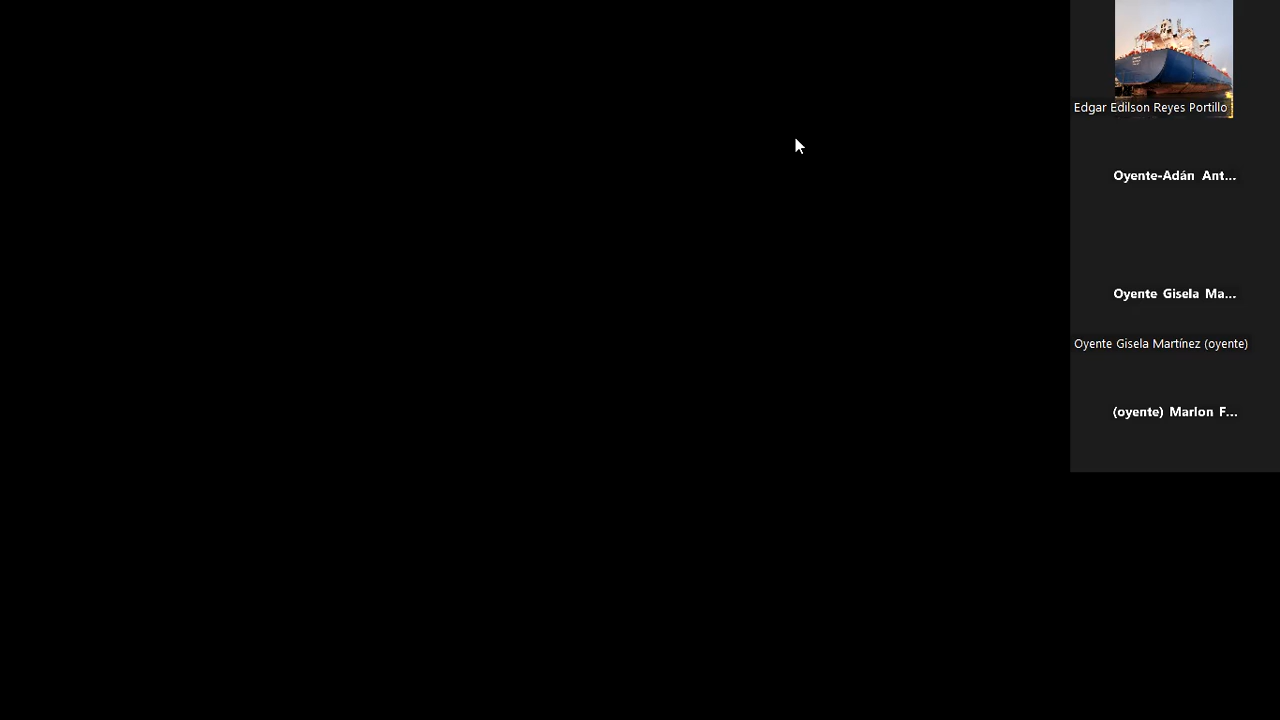 Edgar Edilson Reyes Portillo
Oyente-Adán Ant...
Oyente Gisela Ma...
Oyente Gisela Martínez (oyente)
(oyente) Marlon F...